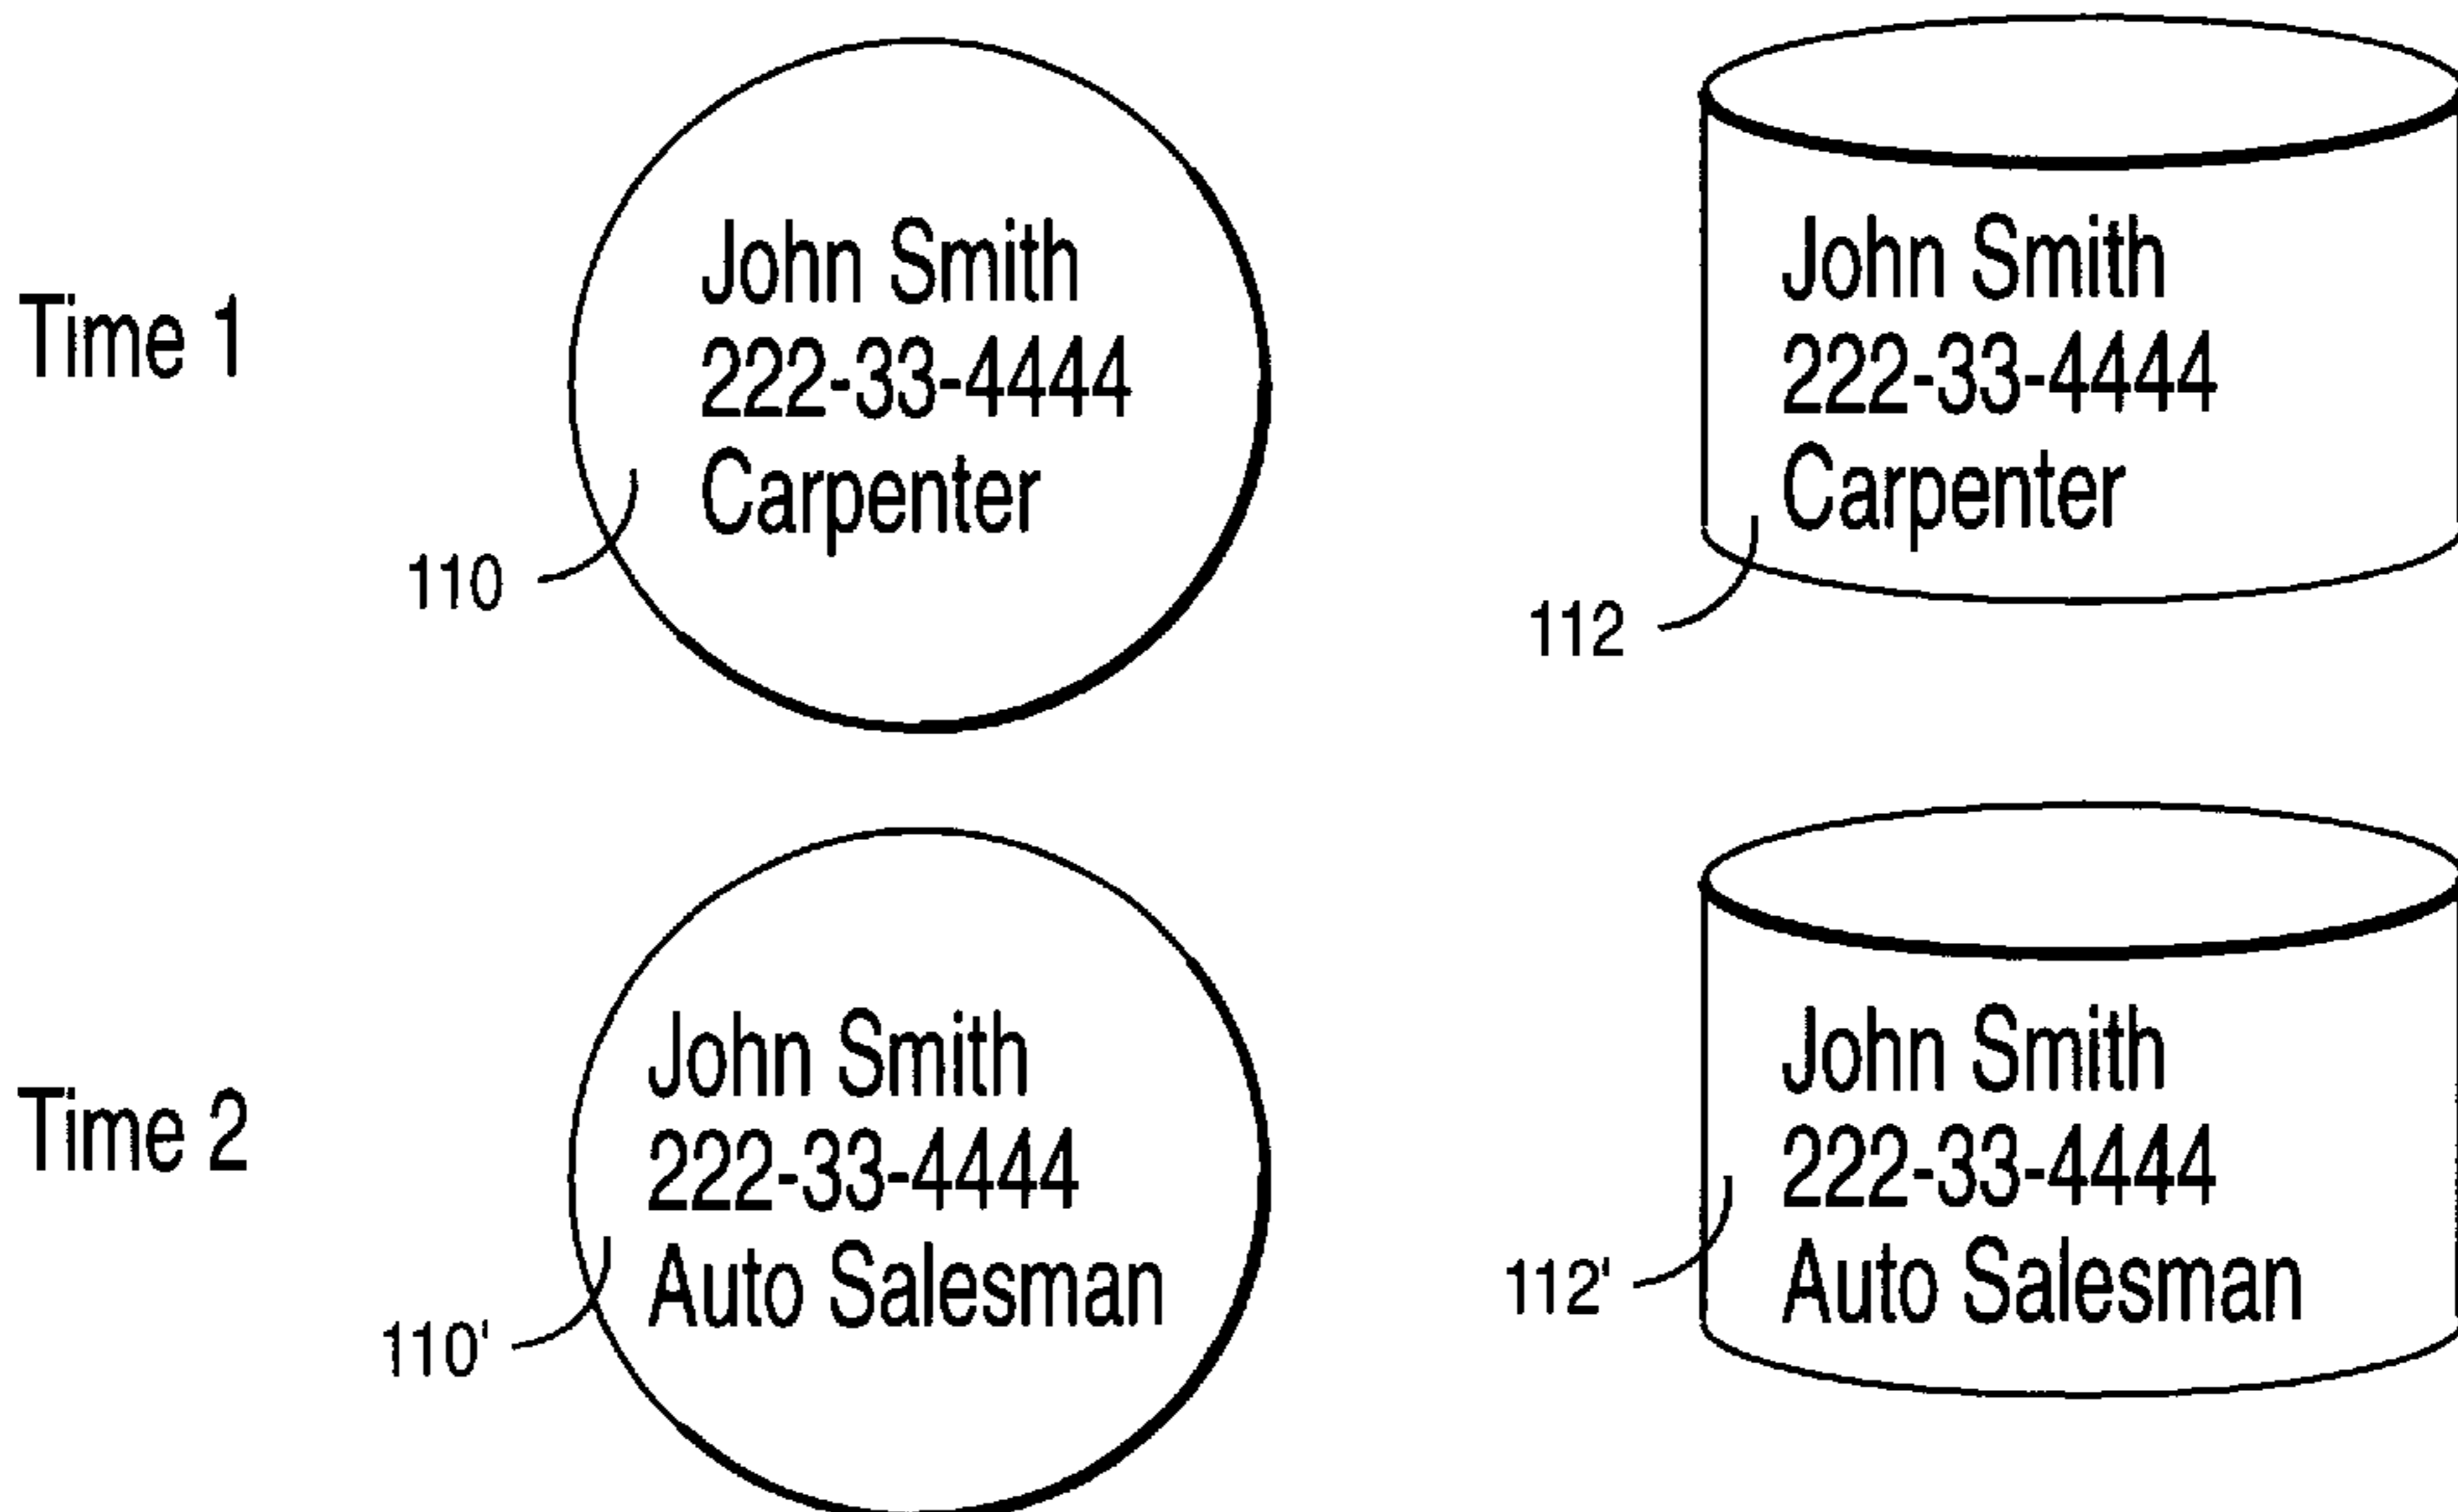 Time 1
John Smith
222-33-4444
Carpenter
110
John Smith
222-33-4444
Carpenter
112
Time 2
John Smith
222-33-4444
Auto Salesman
110'
John Smith
222-33-4444
Auto Salesman
112'